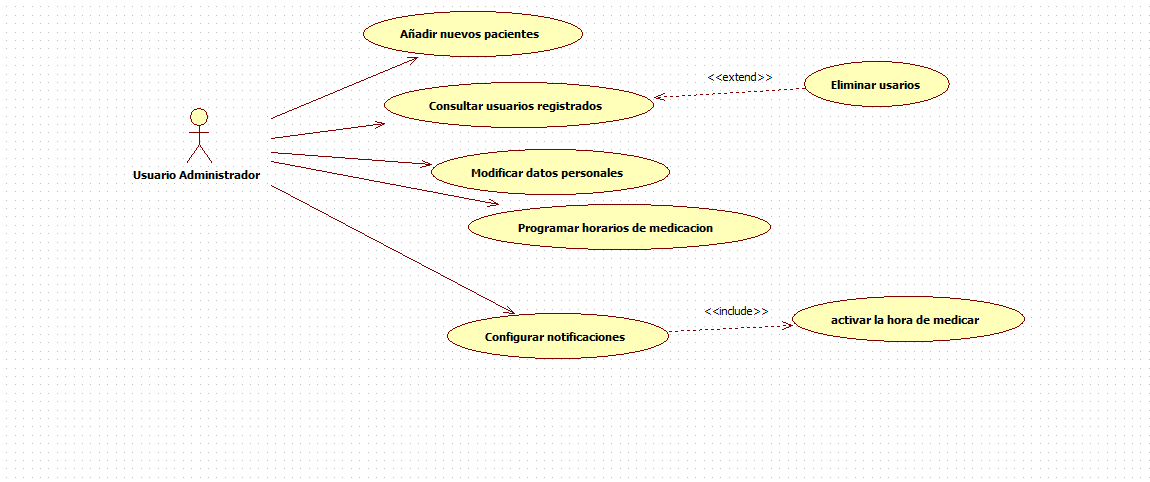 Añadir nuevos pacientes
<<extend>>
Eliminar usarios
Consultar usuarios registrados
Usuario Administrador
Modificar datos personales
Programar horarios de medicacion
<<include>>
activar la hora de medicar
Configurar notificaciones